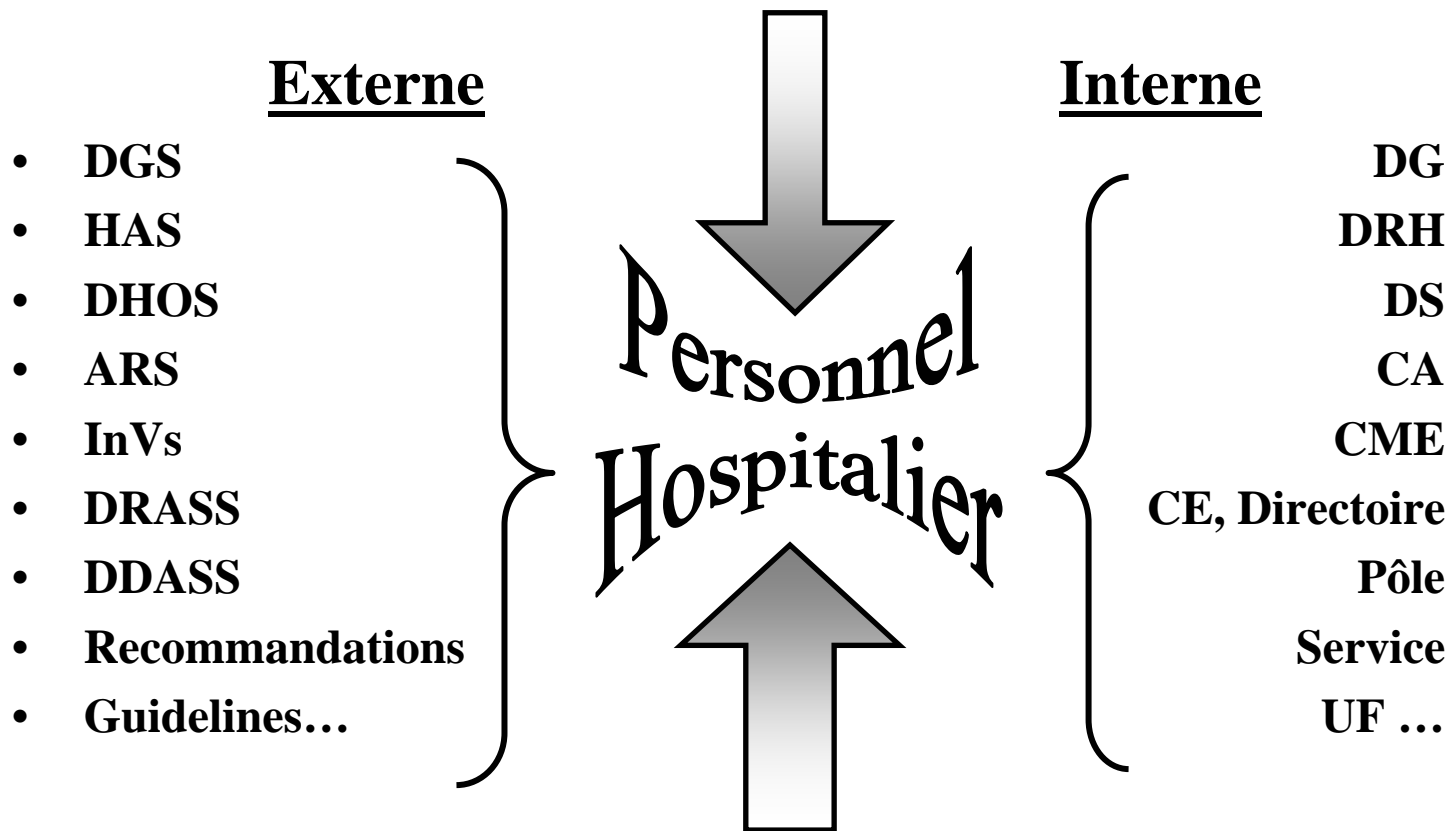 Externe
• DGS
• HAS
• DHOS
• ARS
• InVs
• DRASS
• DDASS
• Recommandations
• Guidelines…
Personnel
Hospitalier
Interne
DG
DRH
DS
CA
CME
CE, Directoire
Pôle
Service
UF …